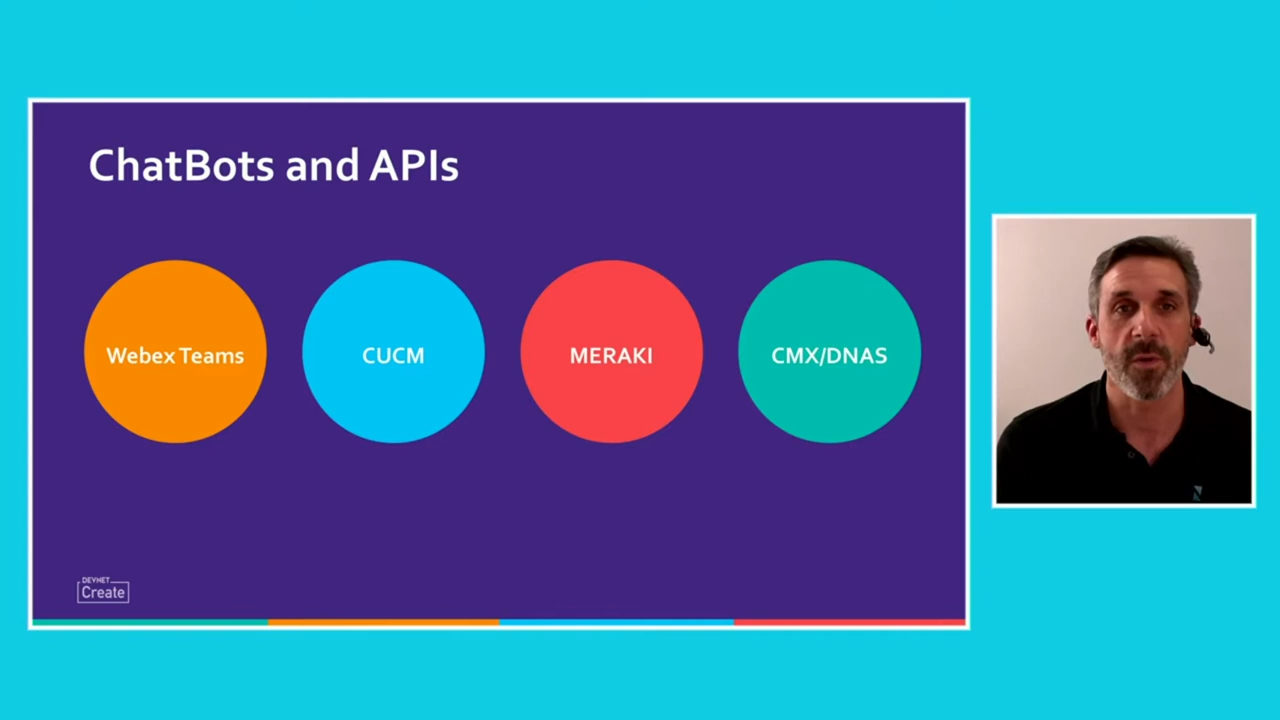 ChatBots and APIs
Webex Teams
CUCM
MERAKI
CMX/DNAS
DEVNET
Create